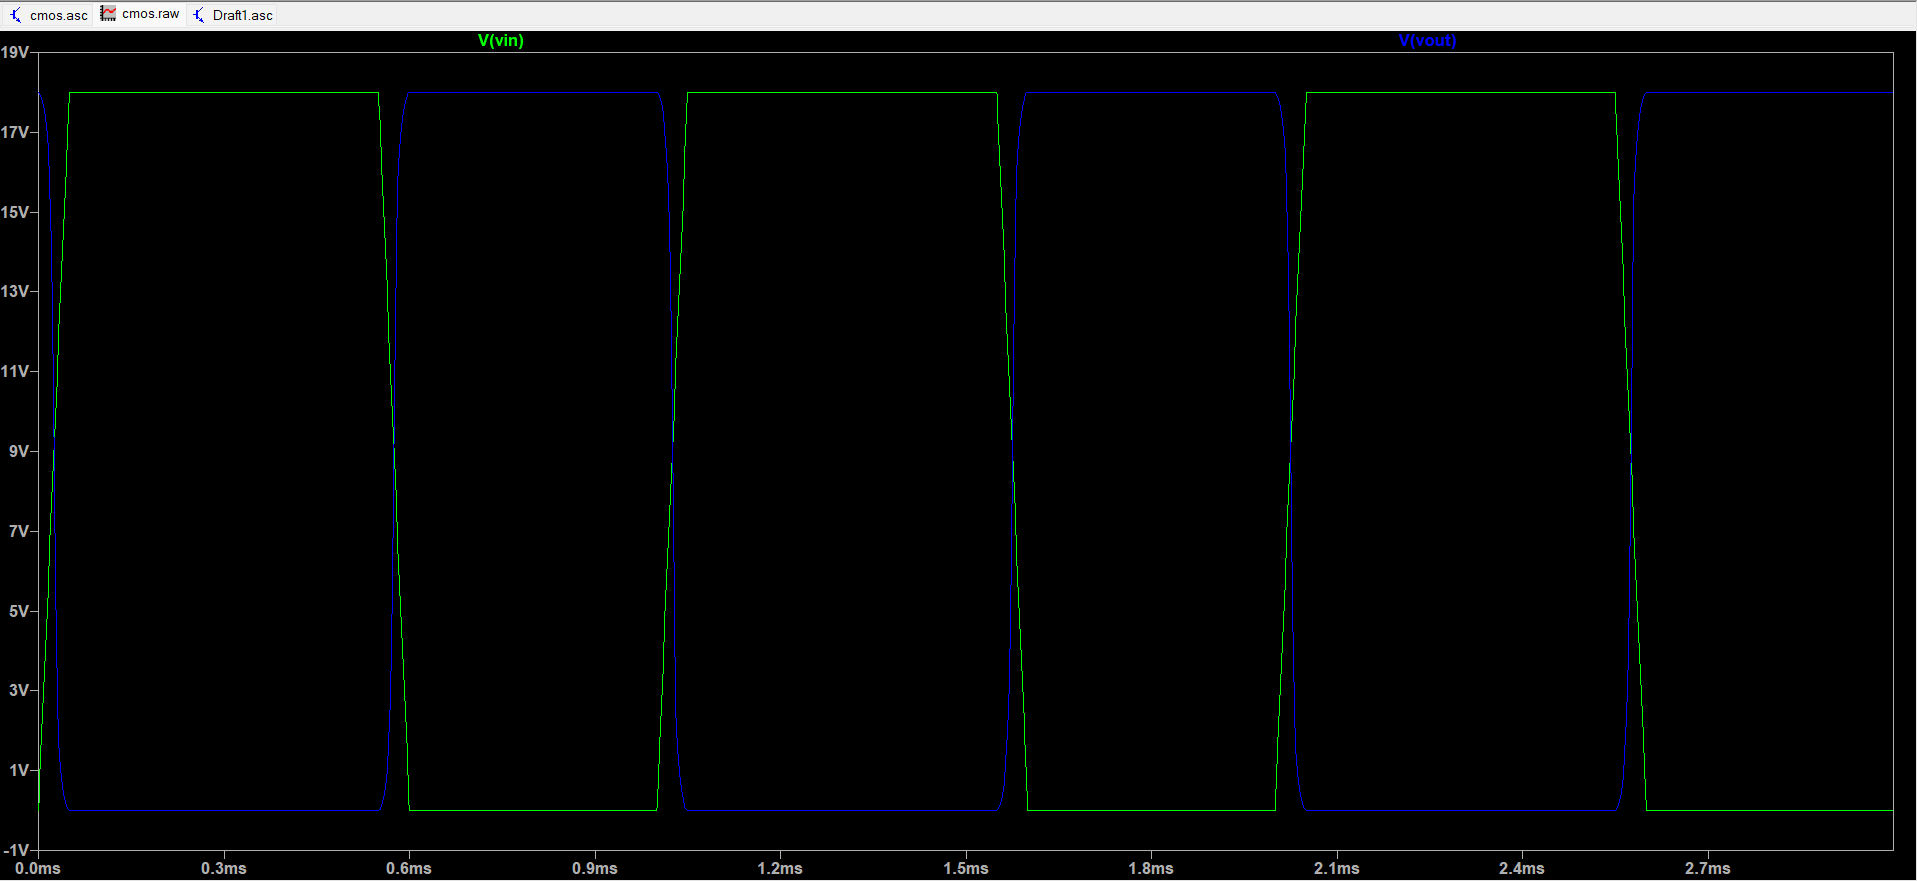 cmos.asc cmos.raw Draft1.asc
V(vin) V(vout)
19V
17V
15V
13V
11V
9V
7V
5V
3V
1V
-1V
0.0ms 0.3ms 0.6ms 0.9ms 1.2ms 1.5ms 1.8ms 2.1ms 2.4ms 2.7ms